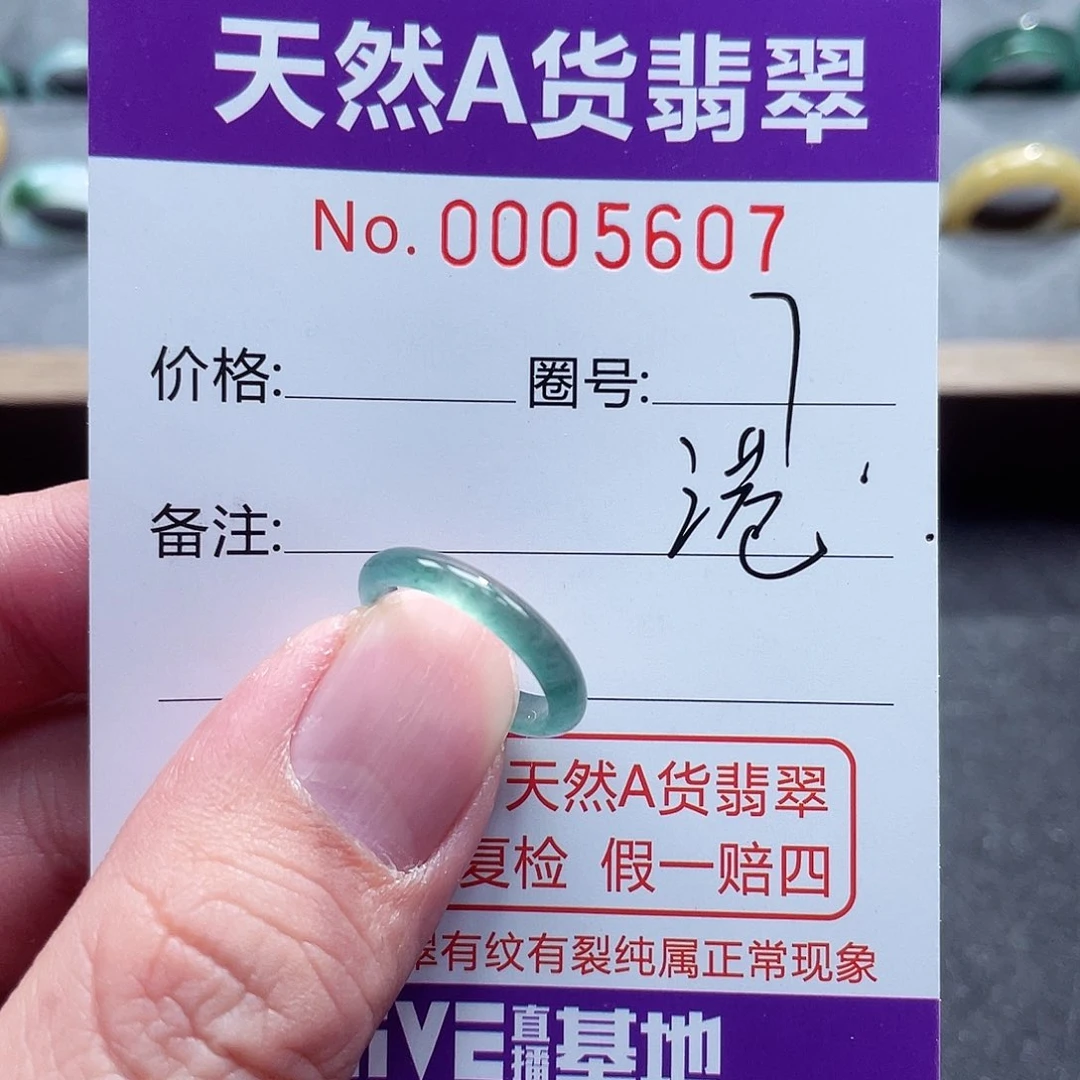 天然A货翡翠
No. 0005607
价格: 圈号: 7
备注: 港
天然A货翡翠
复检 假一赔四
翠有纹有裂纯属正常现象
直播基地